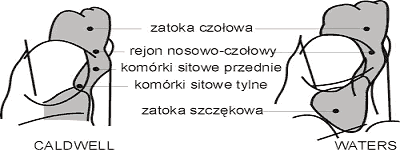 zatoka czołowa
rejon nosowo-czołowy
komórki sitowe przednie
komórki sitowe tylne
zatoka szczękowa
CALDWELL
WATERS